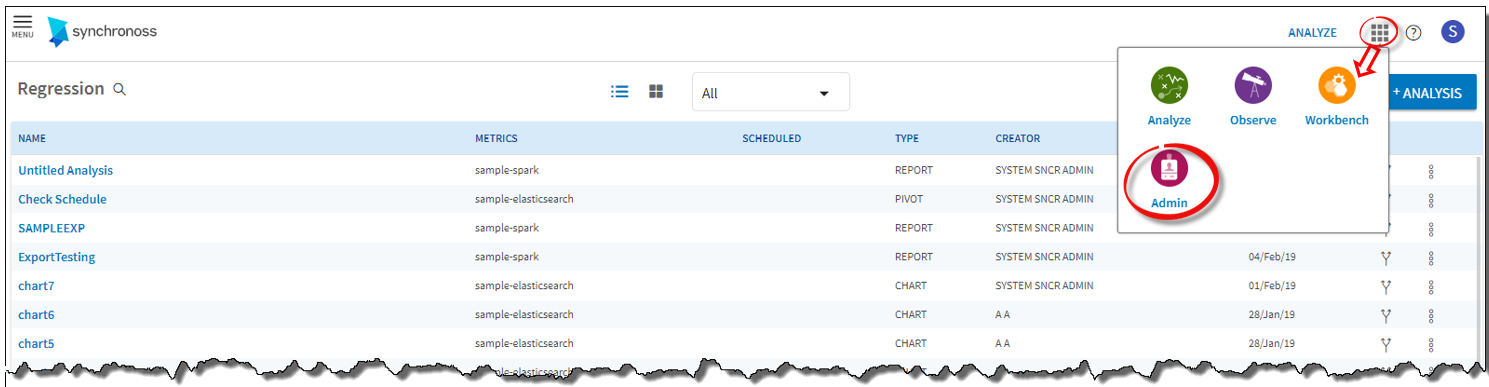 MENU
synchronoss
ANALYZE
?
S
Regression
All
+ ANALYSIS
Analyze
Observe
Workbench
Admin
NAME
METRICS
SCHEDULED
TYPE
CREATOR
Untitled Analysis
sample-spark
REPORT
SYSTEM SNCR ADMIN
Check Schedule
sample-elasticsearch
PIVOT
SYSTEM SNCR ADMIN
SAMPLEEXP
sample-spark
REPORT
SYSTEM SNCR ADMIN
ExportTesting
sample-spark
REPORT
SYSTEM SNCR ADMIN
04/Feb/19
chart7
sample-elasticsearch
CHART
SYSTEM SNCR ADMIN
01/Feb/19
chart6
sample-elasticsearch
CHART
A A
28/Jan/19
chart5
sample-elasticsearch
CHART
A A
28/Jan/19